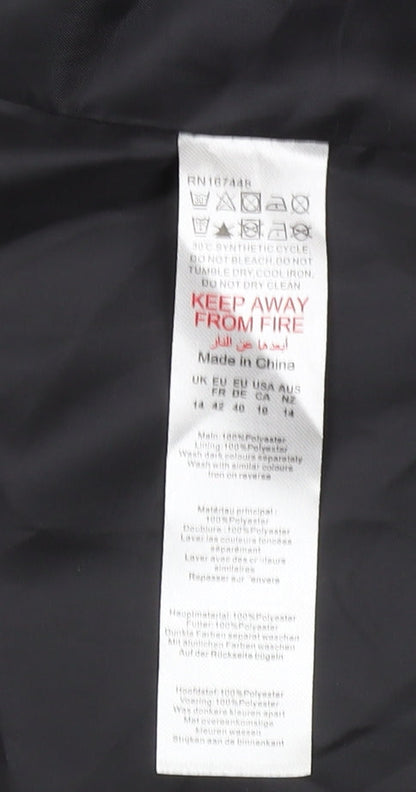 RN167448
30°C SYNTHETIC CYCLE,
DO NOT BLEACH,DO NOT
TUMBLE DRY,COOL IRON,
DO NOT DRY CLEAN
KEEP AWAY
FROM FIRE
أبعدها عن النار
Made in China
UK EU EU USA AUS
FR DE CA NZ
14 42 40 10 14
Main: 100%Polyester
Lining: 100%Polyester
Wash dark colours separately
Wash with similar colours
Iron on reverse
Matériau principal :
100%Polyester
Doublure : 100%Polyester
Laver les couleurs foncées
séparément
Laver avec des couleurs
similaires
Repasser sur l'envers
Hauptmaterial: 100%Polyester
Futter: 100%Polyester
Dunkle Farben separat waschen
Mit ähnlichen Farben waschen
Auf der Rückseite bügeln
Hoofdstof: 100%Polyester
Voering: 100%Polyester
Was donkere kleuren apart
Met overeenkomstige
kleuren wassen
Strijken aan de binnenkant